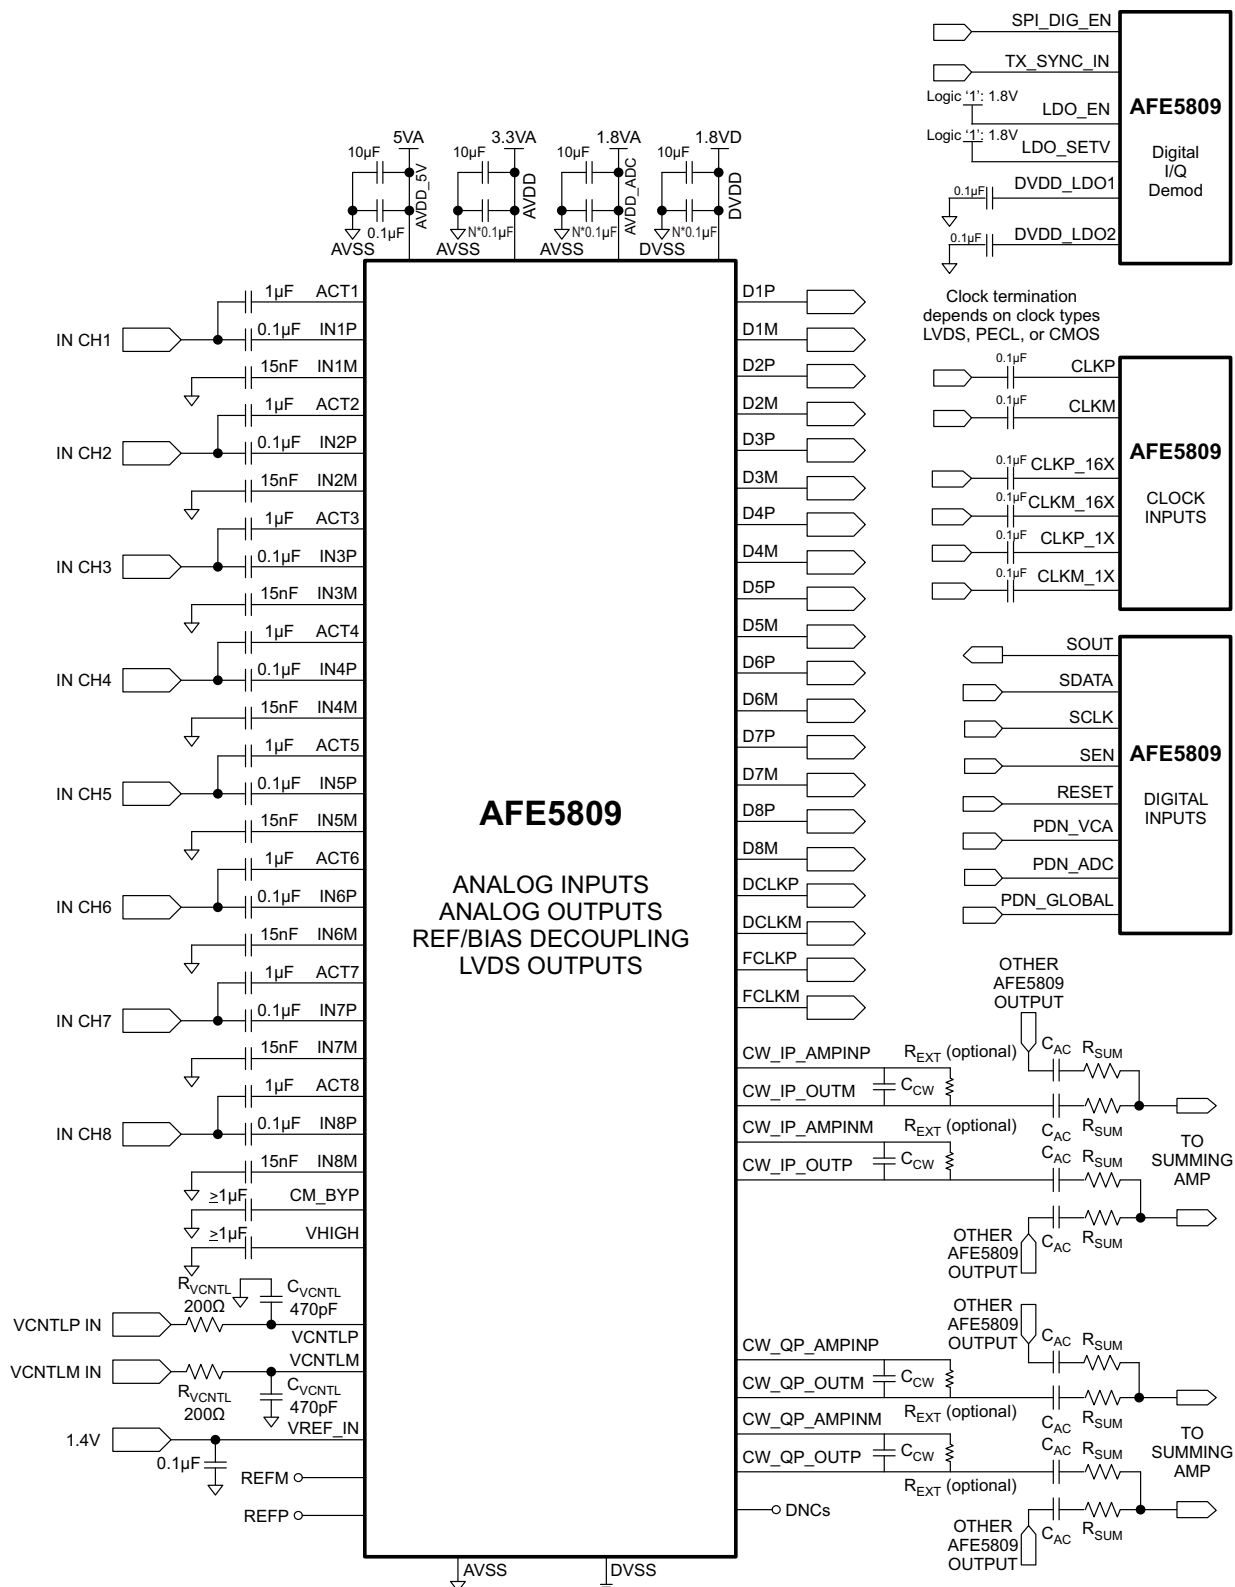 SPI_DIG_EN
TX_SYNC_IN
Logic ‘1’: 1.8V
LDO_EN
Logic ‘1’: 1.8V
LDO_SETV
0.1µF DVDD_LDO1
0.1µF DVDD_LDO2
AFE5809
Digital
I/Q
Demod
5VA 3.3VA 1.8VA 1.8VD
10µF 10µF 10µF 10µF
AVDD_5V AVDD AVDD_ADC DVDD
0.1µF N*0.1µF N*0.1µF N*0.1µF
AVSS AVSS AVSS DVSS
1µF ACT1
IN CH1 0.1µF IN1P
15nF IN1M
1µF ACT2
IN CH2 0.1µF IN2P
15nF IN2M
1µF ACT3
IN CH3 0.1µF IN3P
15nF IN3M
1µF ACT4
IN CH4 0.1µF IN4P
15nF IN4M
1µF ACT5
IN CH5 0.1µF IN5P
15nF IN5M
1µF ACT6
IN CH6 0.1µF IN6P
15nF IN6M
1µF ACT7
IN CH7 0.1µF IN7P
15nF IN7M
1µF ACT8
IN CH8 0.1µF IN8P
15nF IN8M
≥1µF CM_BYP
≥1µF VHIGH
RVCNTL
200Ω
CVCNTL
470pF
VCNTLP IN
VCNTLP
VCNTLM IN
VCNTLM
RVCNTL
200Ω
CVCNTL
470pF
1.4V
VREF_IN
0.1µF
REFM
REFP
AFE5809
ANALOG INPUTS
ANALOG OUTPUTS
REF/BIAS DECOUPLING
LVDS OUTPUTS
AVSS
DVSS
D1P
D1M
D2P
D2M
D3P
D3M
D4P
D4M
D5P
D5M
D6P
D6M
D7P
D7M
D8P
D8M
DCLKP
DCLKM
FCLKP
FCLKM
Clock termination
depends on clock types
LVDS, PECL, or CMOS
0.1µF CLKP
0.1µF CLKM
0.1µF CLKP_16X
0.1µF CLKM_16X
0.1µF CLKP_1X
0.1µF CLKM_1X
AFE5809
CLOCK
INPUTS
SOUT
SDATA
SCLK
SEN
RESET
PDN_VCA
PDN_ADC
PDN_GLOBAL
AFE5809
DIGITAL
INPUTS
OTHER
AFE5809
OUTPUT
CAC RSUM
CW_IP_AMPINP REXT (optional)
CCW
CW_IP_OUTM
CAC RSUM
CW_IP_AMPINM REXT (optional)
CCW
CW_IP_OUTP
CAC RSUM
TO
SUMMING
AMP
OTHER
AFE5809
OUTPUT
CAC RSUM
OTHER
AFE5809
OUTPUT
CAC RSUM
CW_QP_AMPINP
CCW
CW_QP_OUTM
REXT (optional)
CAC RSUM
CW_QP_AMPINM
CCW
CW_QP_OUTP
REXT (optional)
CAC RSUM
TO
SUMMING
AMP
OTHER
AFE5809
OUTPUT
CAC RSUM
DNCs